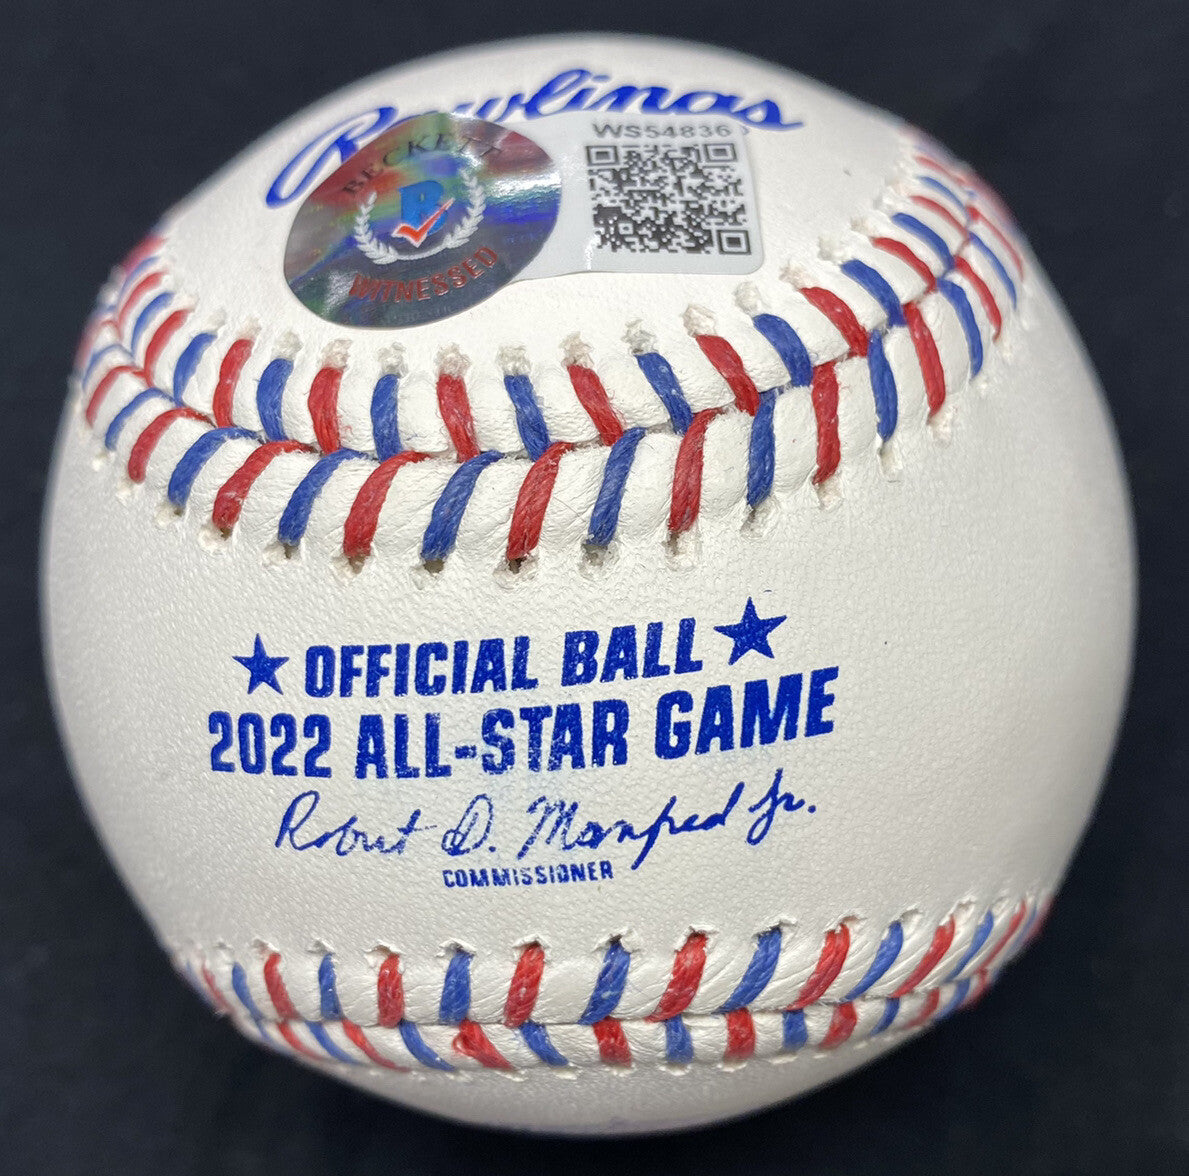 Rawlings
WS54836
BECKETT
B
WITNESSED
OFFICIAL BALL
2022 ALL-STAR GAME
Robert D. Manfred Jr.
COMMISSIONER